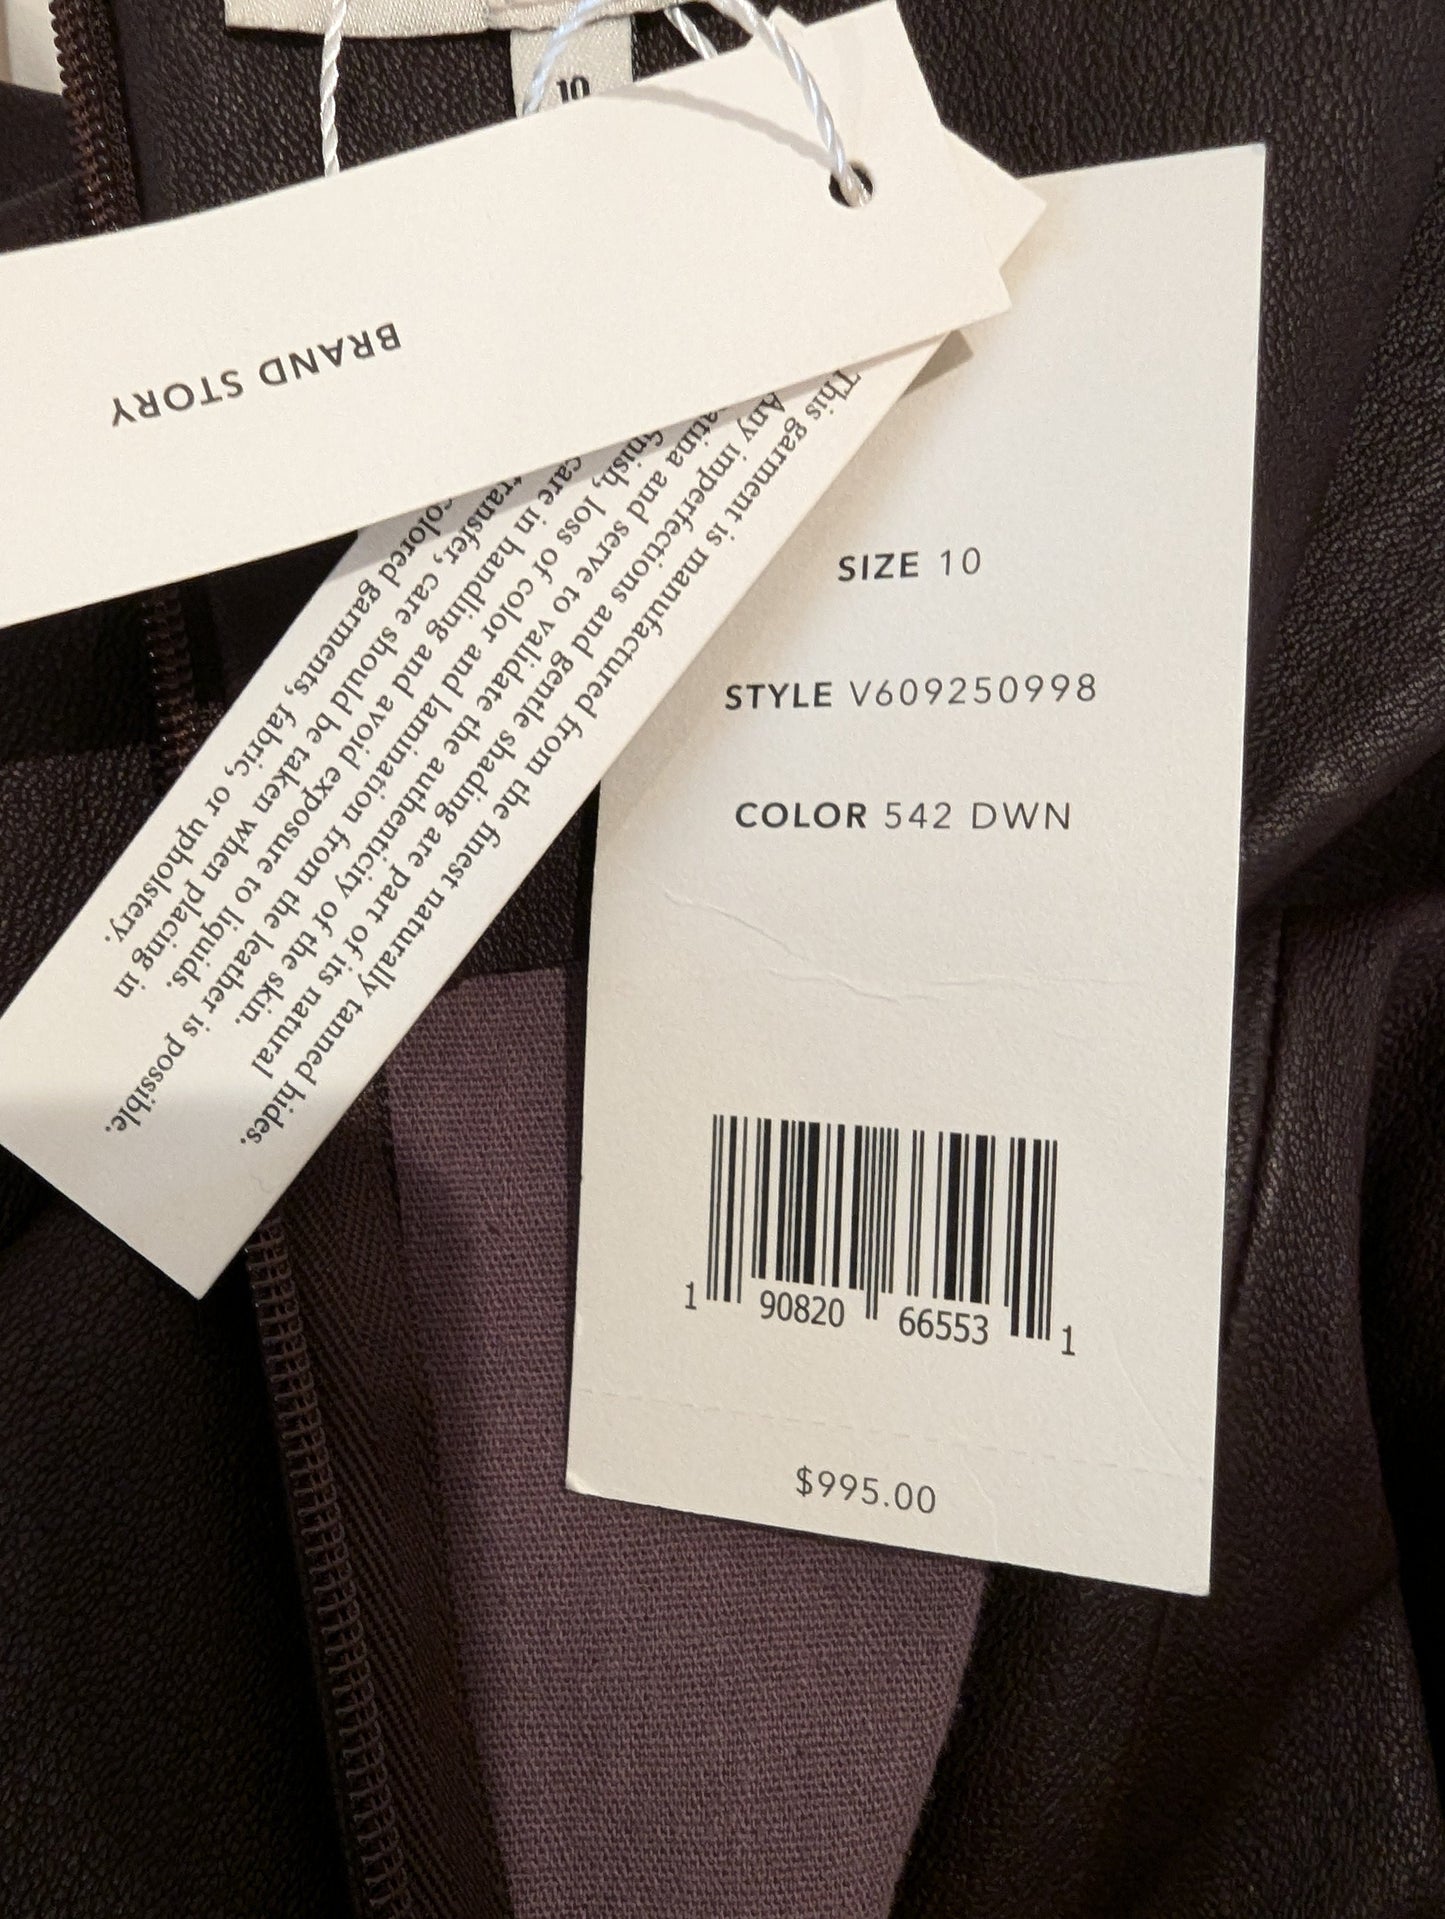 10
BRAND STORY
This garment is manufactured from the finest naturally tanned hides.
Any imperfections and gentle shading are part of its natural
patina and serve to validate the authenticity of the skin.
finish, loss of color and lamination from the leather is possible.
care in handling and avoid exposure to liquids.
transfer, care should be taken when placing in
colored garments, fabric, or upholstery.
SIZE 10
STYLE V609250998
COLOR 542 DWN
1 90820 66553 1
$995.00